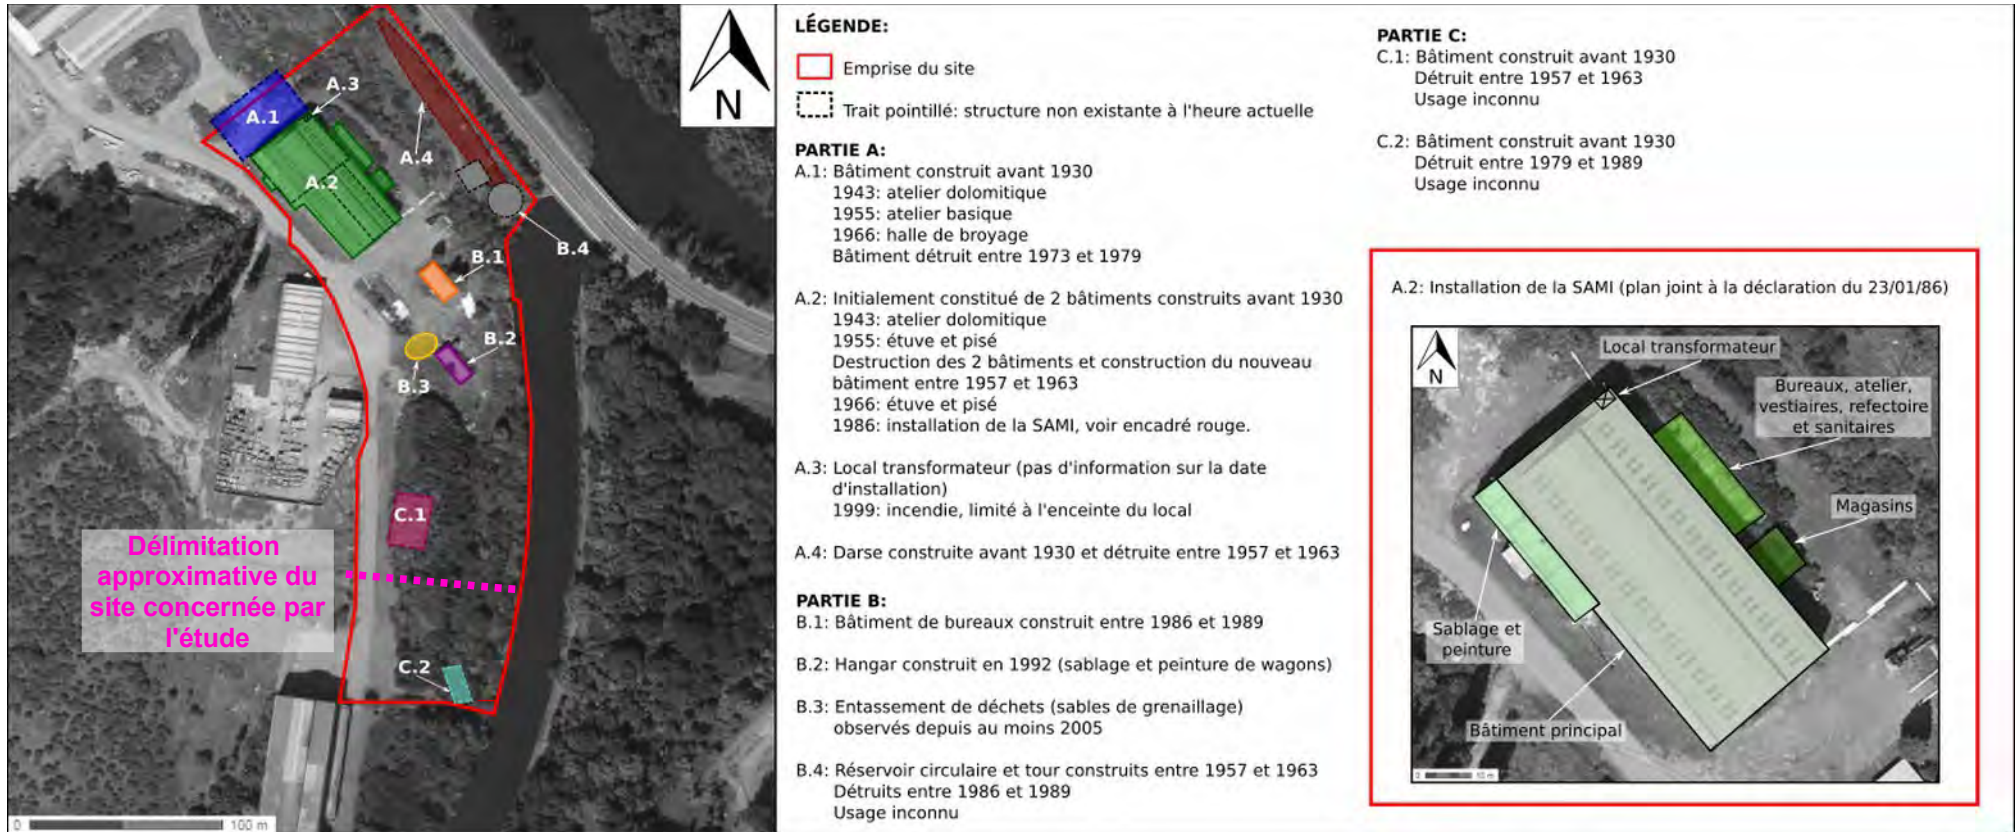 A.1
A.3
A.2
A.4
B.4
B.1
B.2
B.3
C.1
C.2
Délimitation
approximative du
site concernée par
l'étude
0 100 m
N
LÉGENDE:
Emprise du site
Trait pointillé: structure non existante à l'heure actuelle
PARTIE A:
A.1: Bâtiment construit avant 1930
1943: atelier dolomitique
1955: atelier basique
1966: halle de broyage
Bâtiment détruit entre 1973 et 1979
A.2: Initialement constitué de 2 bâtiments construits avant 1930
1943: atelier dolomitique
1955: étuve et pisé
Destruction des 2 bâtiments et construction du nouveau
bâtiment entre 1957 et 1963
1966: étuve et pisé
1986: installation de la SAMI, voir encadré rouge.
A.3: Local transformateur (pas d'information sur la date
d'installation)
1999: incendie, limité à l'enceinte du local
A.4: Darse construite avant 1930 et détruite entre 1957 et 1963
PARTIE B:
B.1: Bâtiment de bureaux construit entre 1986 et 1989
B.2: Hangar construit en 1992 (sablage et peinture de wagons)
B.3: Entassement de déchets (sables de grenaillage)
observés depuis au moins 2005
B.4: Réservoir circulaire et tour construits entre 1957 et 1963
Détruits entre 1986 et 1989
Usage inconnu
PARTIE C:
C.1: Bâtiment construit avant 1930
Détruit entre 1957 et 1963
Usage inconnu
C.2: Bâtiment construit avant 1930
Détruit entre 1979 et 1989
Usage inconnu
A.2: Installation de la SAMI (plan joint à la déclaration du 23/01/86)
N
Local transformateur
Bureaux, atelier,
vestiaires, refectoire
et sanitaires
Magasins
Sablage et
peinture
Bâtiment principal
0 10 m